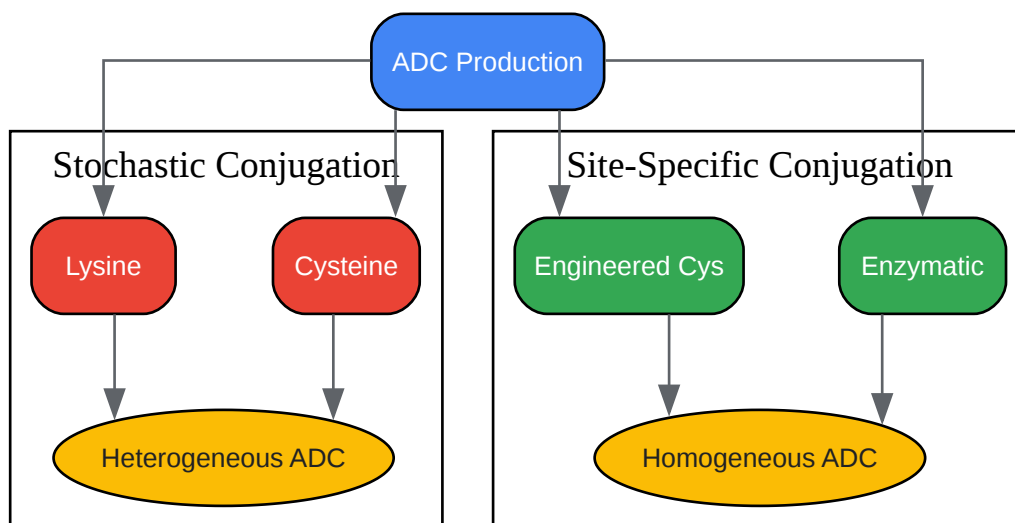 ADC Production
Stochastic Conjugation
Site-Specific Conjugation
Lysine
Cysteine
Engineered Cys
Enzymatic
Heterogeneous ADC
Homogeneous ADC